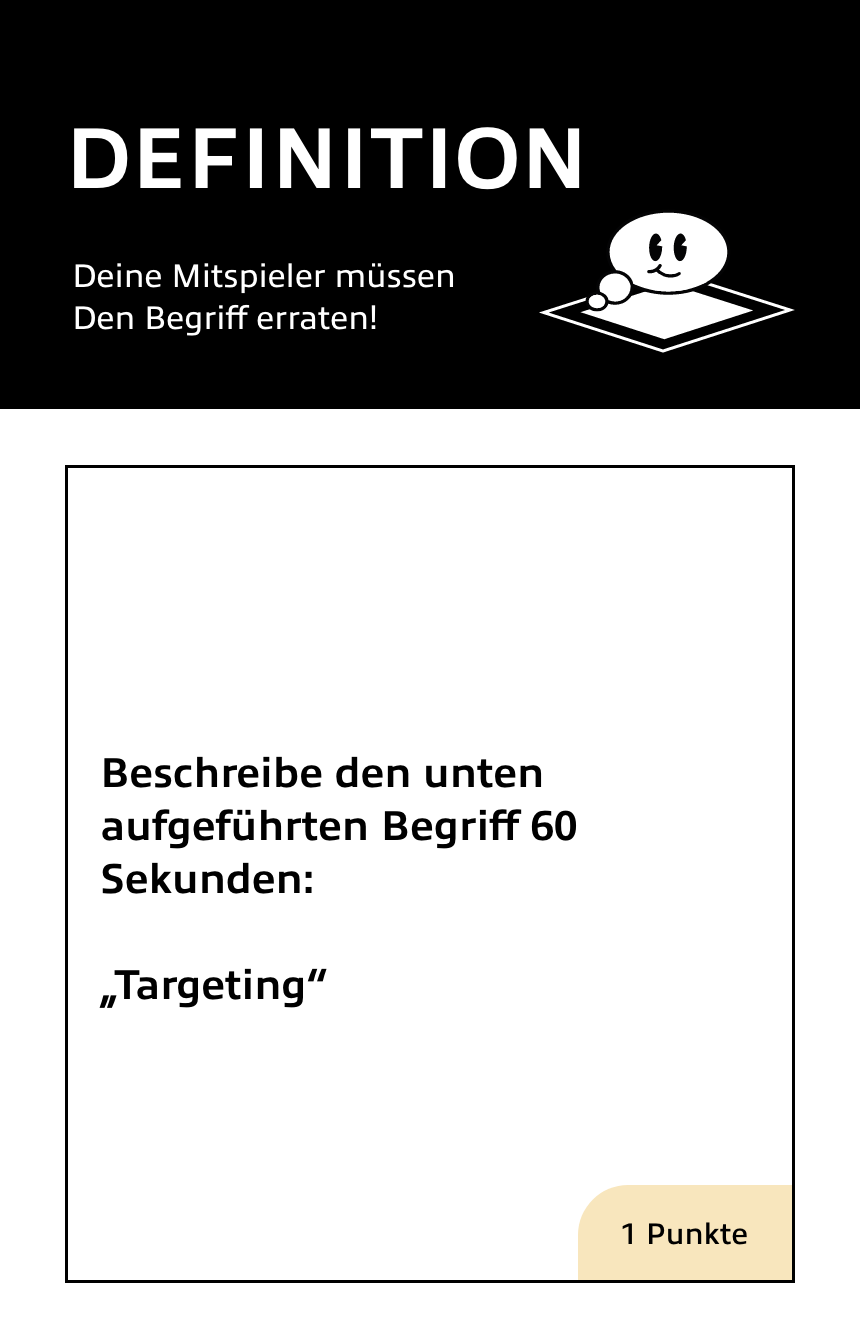 DEFINITION
Deine Mitspieler müssen
Den Begriff erraten!
Beschreibe den unten
aufgeführten Begriff 60
Sekunden:
„Targeting“
1 Punkte